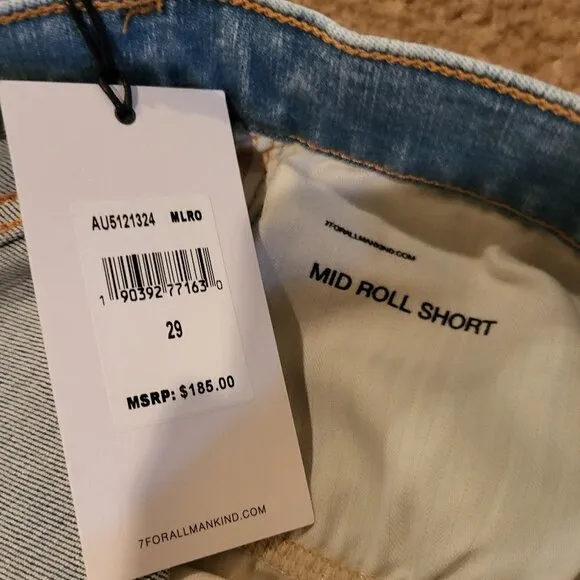 AU5121324 MLRO
1 90392 77163 0
29
MSRP: $185.00
7FORALLMANKIND.COM
7FORALLMANKIND.COM
MID ROLL SHORT